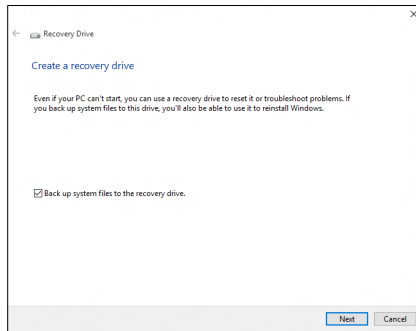 Recovery Drive
Create a recovery drive
Even if your PC can't start, you can use a recovery drive to reset it or troubleshoot problems. If
you back up system files to this drive, you'll also be able to use it to reinstall Windows.
Back up system files to the recovery drive.
Next Cancel